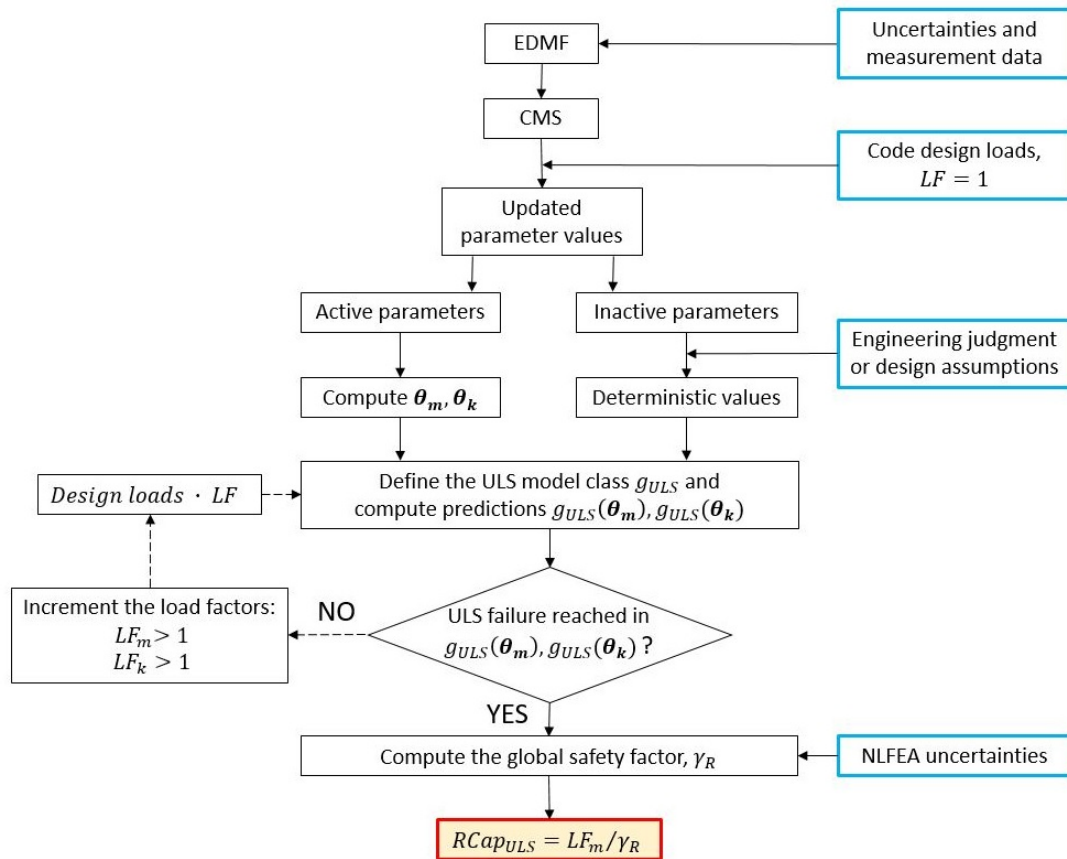 EDMF
Uncertainties and
measurement data
CMS
Code design loads,
LF = 1
Updated
parameter values
Active parameters
Inactive parameters
Engineering judgment
or design assumptions
Compute θm, θk
Deterministic values
Define the ULS model class gULS and
compute predictions gULS(θm), gULS(θk)
Design loads · LF
Increment the load factors:
LFm > 1
LFk > 1
NO
ULS failure reached in
gULS(θm), gULS(θk) ?
YES
Compute the global safety factor, γR
NLFEA uncertainties
RCapULS = LFm/γR